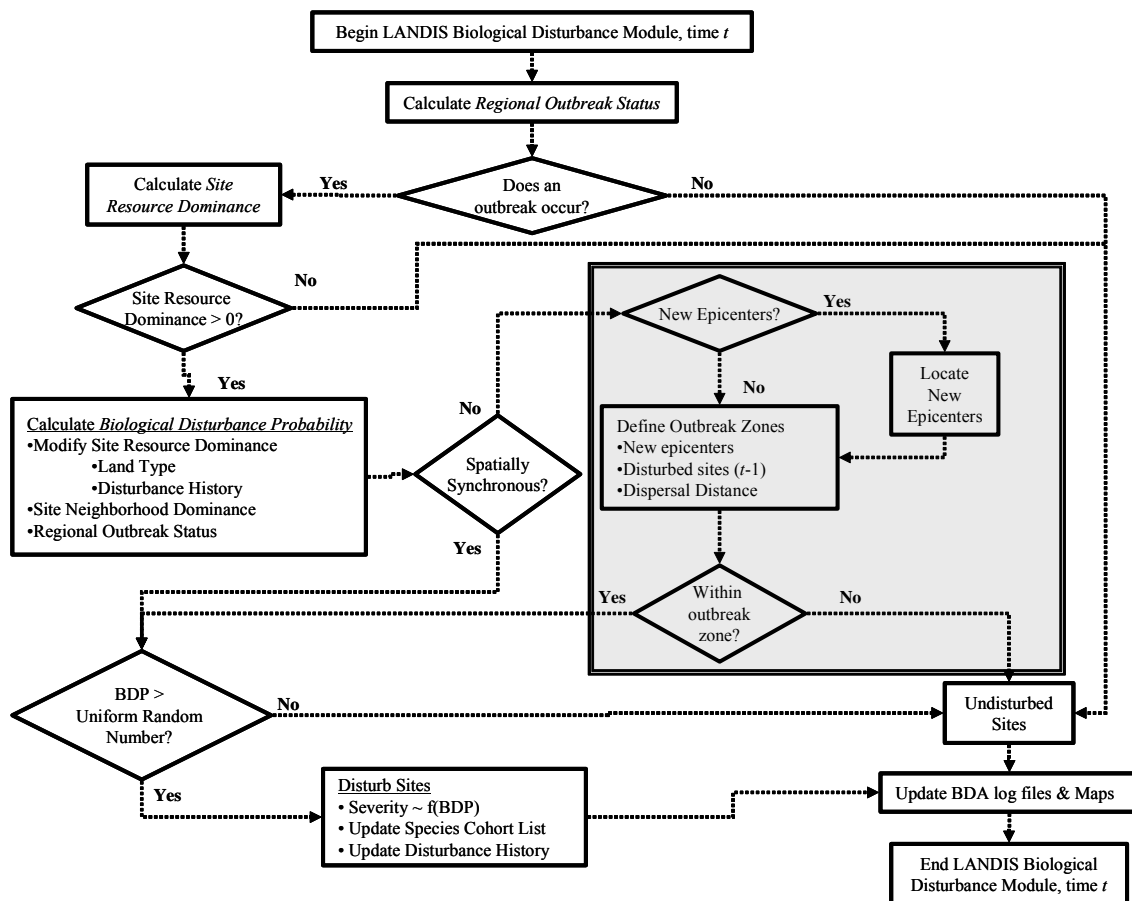 Begin LANDIS Biological Disturbance Module, time t
Calculate Regional Outbreak Status
Does an
outbreak occur?
Yes
No
Calculate Site
Resource Dominance
Site Resource
Dominance > 0?
No
Yes
Calculate Biological Disturbance Probability
•Modify Site Resource Dominance
•Land Type
•Disturbance History
•Site Neighborhood Dominance
•Regional Outbreak Status
Spatially
Synchronous?
No
Yes
New Epicenters?
Yes
No
Locate
New
Epicenters
Define Outbreak Zones
•New epicenters
•Disturbed sites (t-1)
•Dispersal Distance
Within
outbreak
zone?
Yes
No
BDP >
Uniform Random
Number?
No
Yes
Undisturbed
Sites
Disturb Sites
• Severity ~ f(BDP)
• Update Species Cohort List
• Update Disturbance History
Update BDA log files & Maps
End LANDIS Biological
Disturbance Module, time t